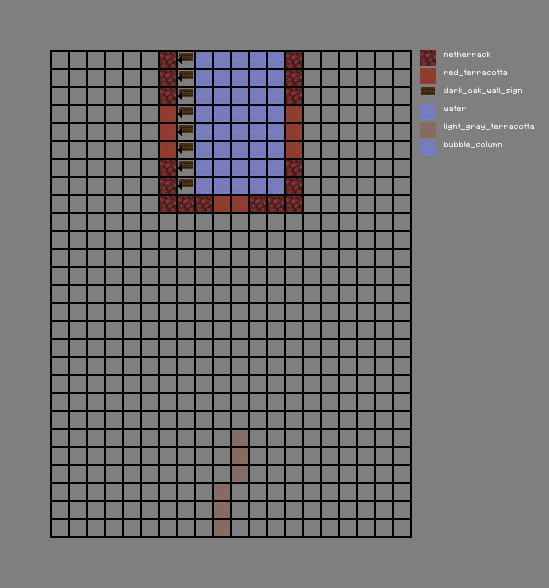 netherrack
red_terracotta
dark_oak_wall_sign
water
light_gray_terracotta
bubble_column